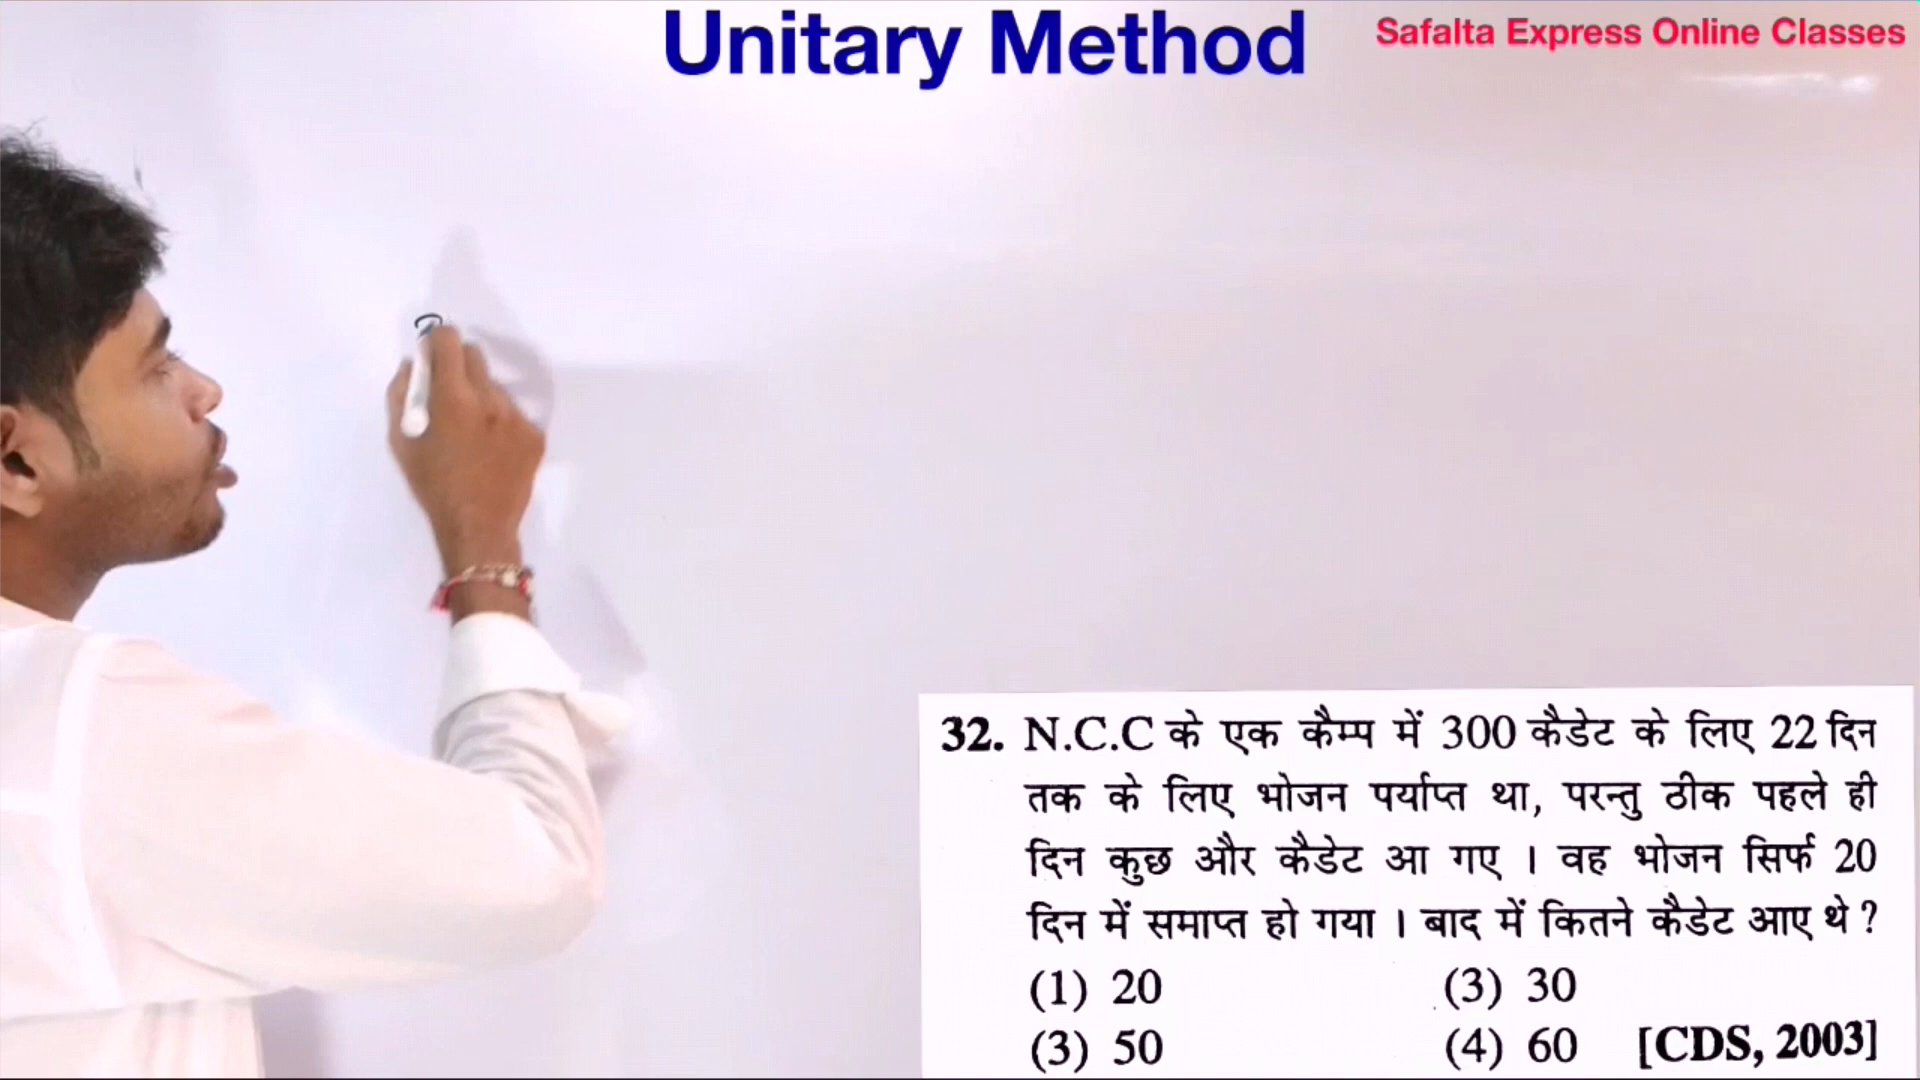 Unitary Method
Safalta Express Online Classes
32. N.C.C के एक कैम्प में 300 कैडेट के लिए 22 दिन
तक के लिए भोजन पर्याप्त था, परन्तु ठीक पहले ही
दिन कुछ और कैडेट आ गए । वह भोजन सिर्फ 20
दिन में समाप्त हो गया । बाद में कितने कैडेट आए थे ?
(1) 20 (3) 30
(3) 50 (4) 60 [CDS, 2003]